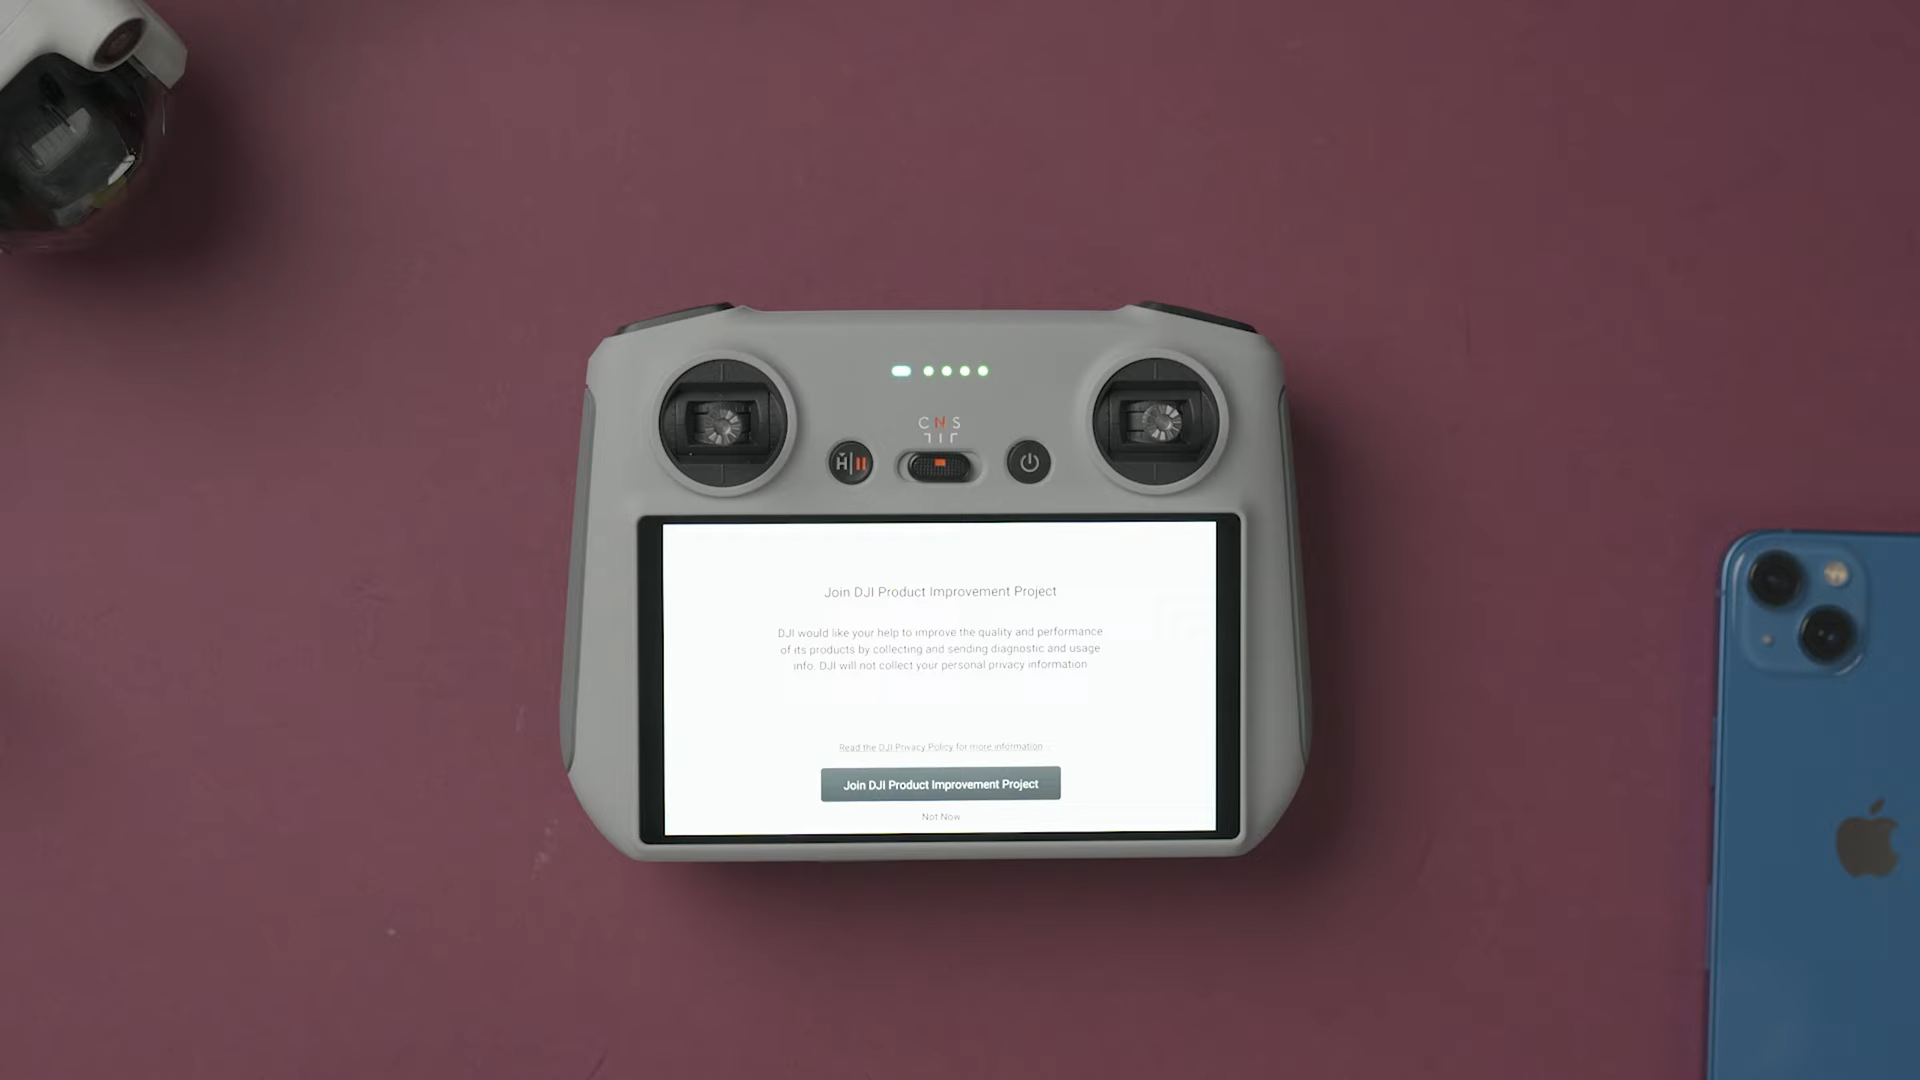 C N S
H
Join DJI Product Improvement Project
DJI would like your help to improve the quality and performance
of its products by collecting and sending diagnostic and usage
info. DJI will not collect your personal privacy information
Read the DJI Privacy Policy for more information
Join DJI Product Improvement Project
Not Now